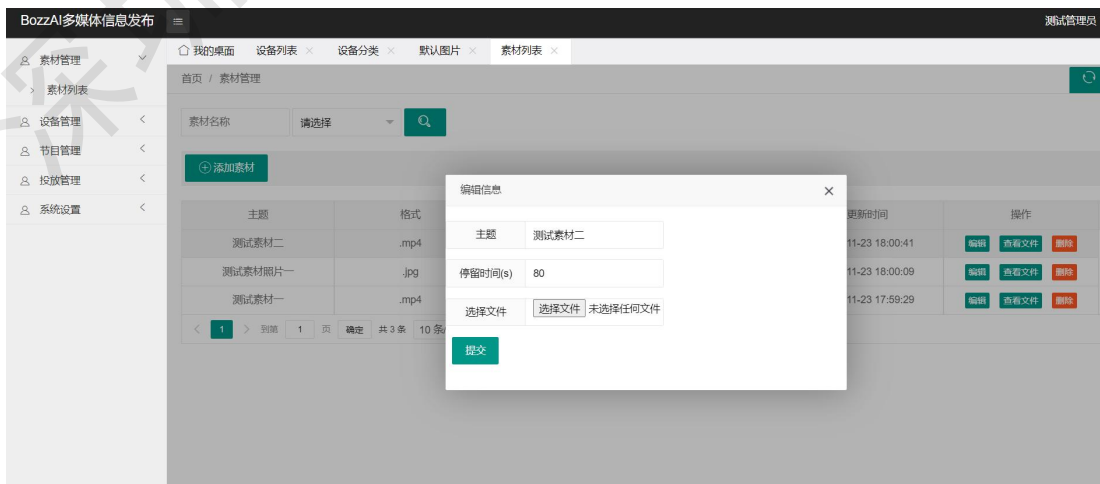 BozzAI多媒体信息发布
测试管理员
素材管理
素材列表
设备管理
节目管理
投放管理
系统设置
我的桌面 设备列表 设备分类 默认图片 素材列表
首页 / 素材管理
素材名称 请选择
添加素材
主题 格式 更新时间 操作
测试素材二 .mp4 11-23 18:00:41 编辑 查看文件 删除
测试素材照片一 .jpg 11-23 18:00:09 编辑 查看文件 删除
测试素材一 .mp4 11-23 17:59:29 编辑 查看文件 删除
1 到第 1 页 确定 共 3 条 10 条/
编辑信息
主题 测试素材二
停留时间(s) 80
选择文件 选择文件 未选择任何文件
提交